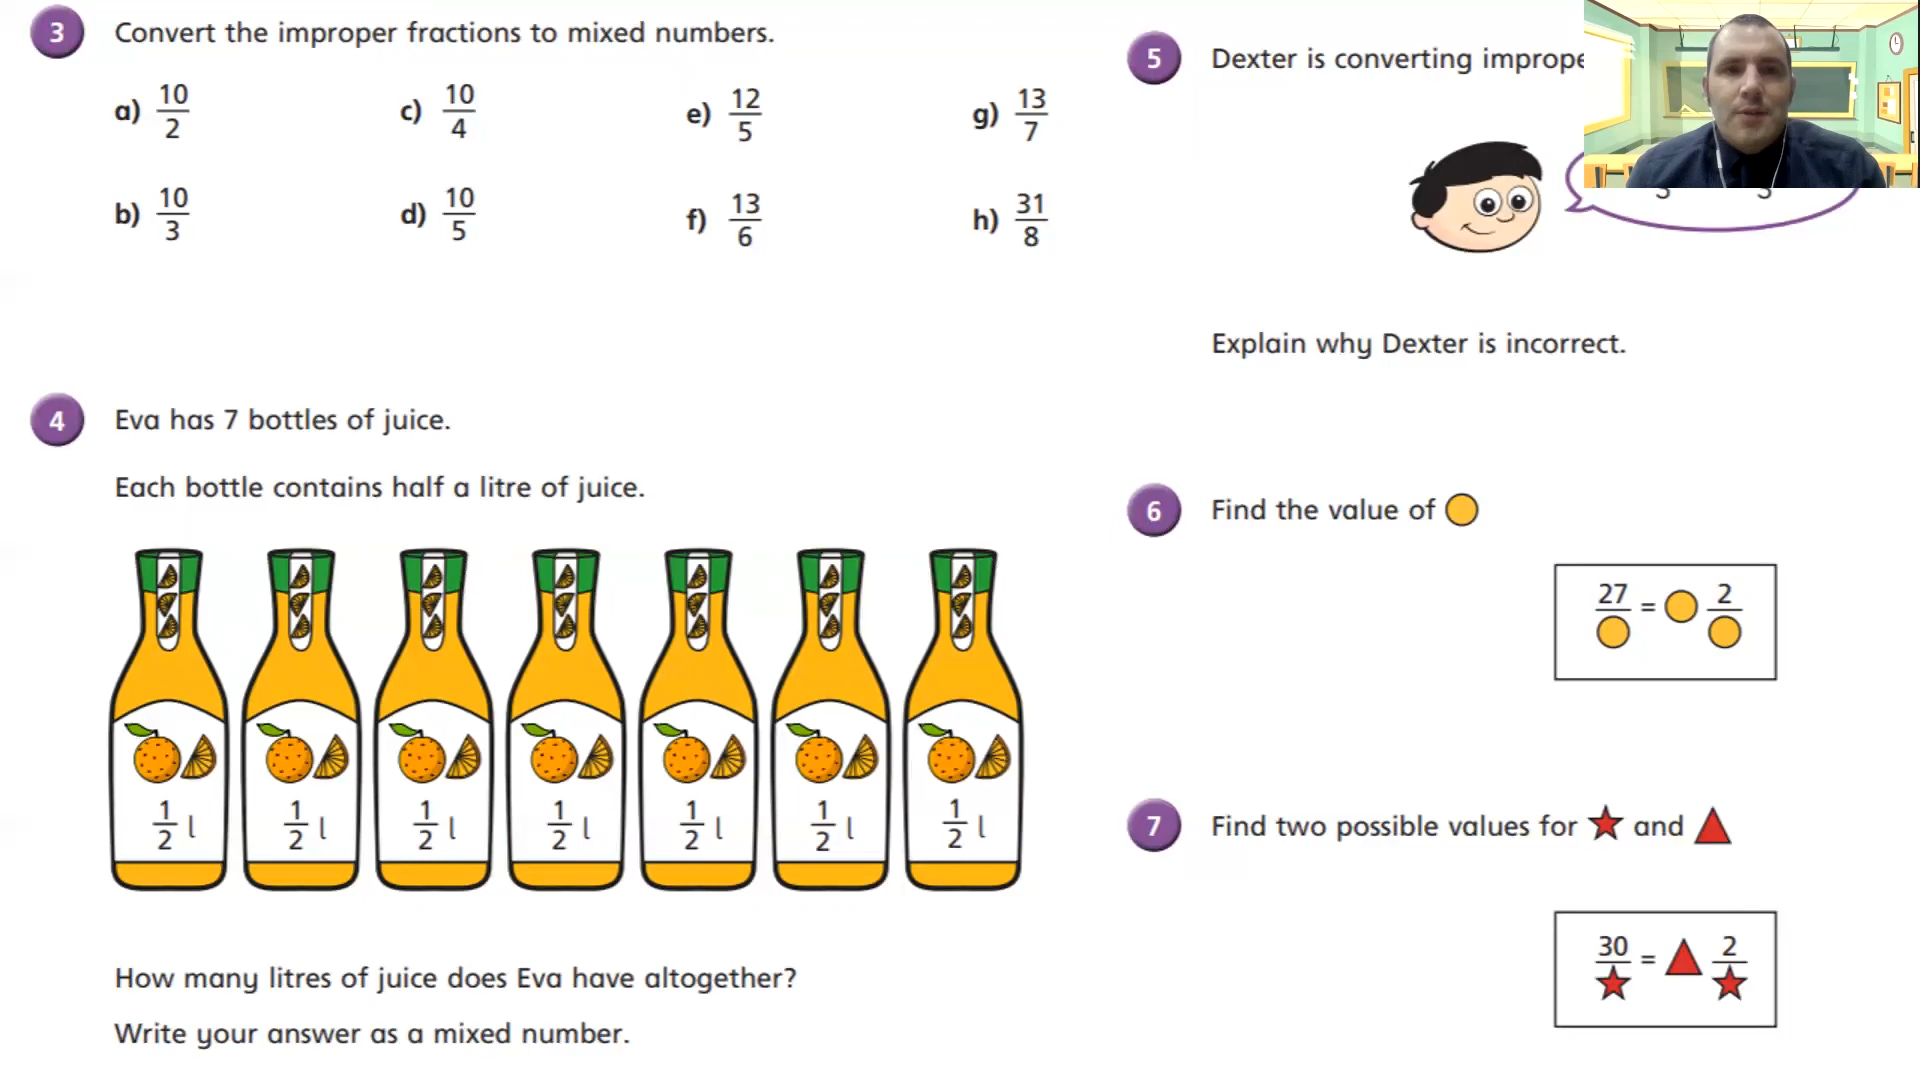 3 Convert the improper fractions to mixed numbers.
a) 10/2 c) 10/4 e) 12/5 g) 13/7
b) 10/3 d) 10/5 f) 13/6 h) 31/8
4 Eva has 7 bottles of juice.
Each bottle contains half a litre of juice.
1/2 l 1/2 l 1/2 l 1/2 l 1/2 l 1/2 l 1/2 l
How many litres of juice does Eva have altogether?
Write your answer as a mixed number.
5 Dexter is converting
Explain why Dexter is incorrect.
6 Find the value of
27 = 2
7 Find two possible values for and
30 = 2